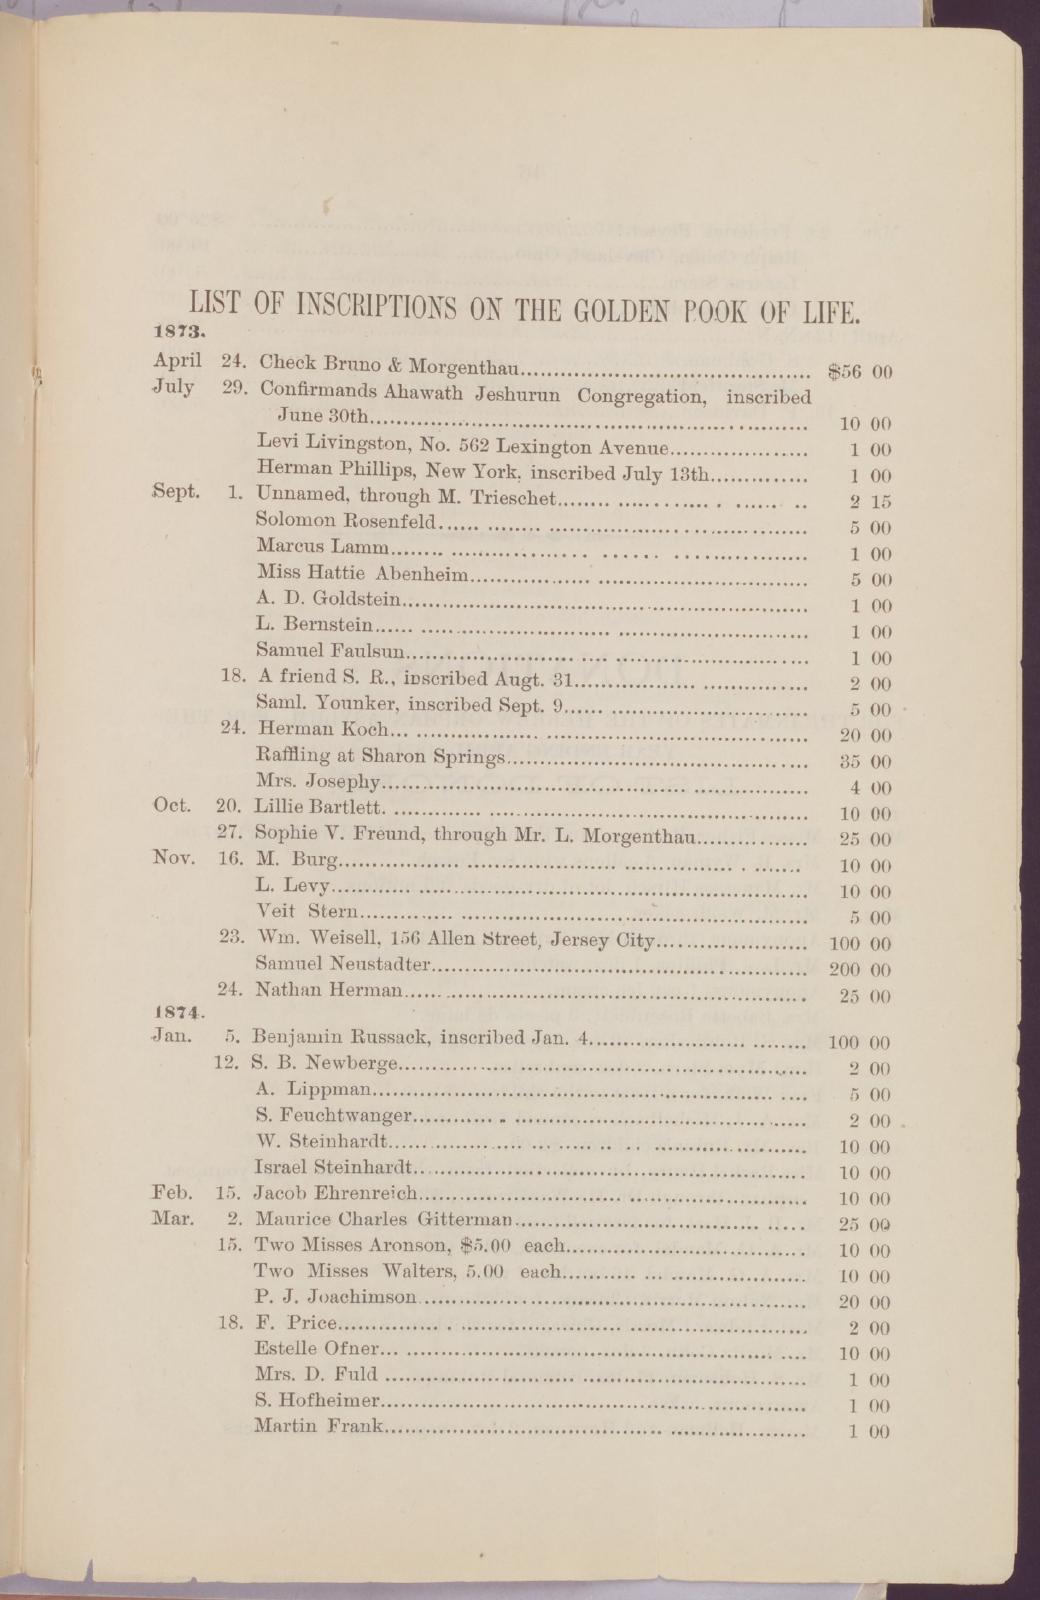 LIST OF INSCRIPTIONS ON THE GOLDEN POOK OF LIFE.
1873.
April 24. Check Bruno & Morgenthau........ $56 00
July 29. Confirmands Ahawath Jeshurun Congregation, inscribed
June 30th........ 10 00
Levi Livingston, No. 562 Lexington Avenue........ 1 00
Herman Phillips, New York, inscribed July 13th........ 1 00
Sept. 1. Unnamed, through M. Trieschet........ 2 15
Solomon Rosenfeld........ 5 00
Marcus Lamm........ 1 00
Miss Hattie Abenheim........ 5 00
A. D. Goldstein........ 1 00
L. Bernstein........ 1 00
Samuel Faulsun........ 1 00
18. A friend S. R., inscribed Augt. 31........ 2 00
Saml. Younker, inscribed Sept. 9........ 5 00
24. Herman Koch........ 20 00
Raffling at Sharon Springs........ 35 00
Mrs. Josephy........ 4 00
Oct. 20. Lillie Bartlett........ 10 00
27. Sophie V. Freund, through Mr. L. Morgenthau........ 25 00
Nov. 16. M. Burg........ 10 00
L. Levy........ 10 00
Veit Stern........ 5 00
23. Wm. Weisell, 156 Allen Street, Jersey City........ 100 00
Samuel Neustadter........ 200 00
24. Nathan Herman........ 25 00
1874.
Jan. 5. Benjamin Russack, inscribed Jan. 4........ 100 00
12. S. B. Newberge........ 2 00
A. Lippman........ 5 00
S. Feuchtwanger........ 2 00
W. Steinhardt........ 10 00
Israel Steinhardt........ 10 00
Feb. 15. Jacob Ehrenreich........ 10 00
Mar. 2. Maurice Charles Gitterman........ 25 00
15. Two Misses Aronson, $5.00 each........ 10 00
Two Misses Walters, 5.00 each........ 10 00
P. J. Joachimson........ 20 00
18. F. Price........ 2 00
Estelle Ofner........ 10 00
Mrs. D. Fuld........ 1 00
S. Hofheimer........ 1 00
Martin Frank........ 1 00